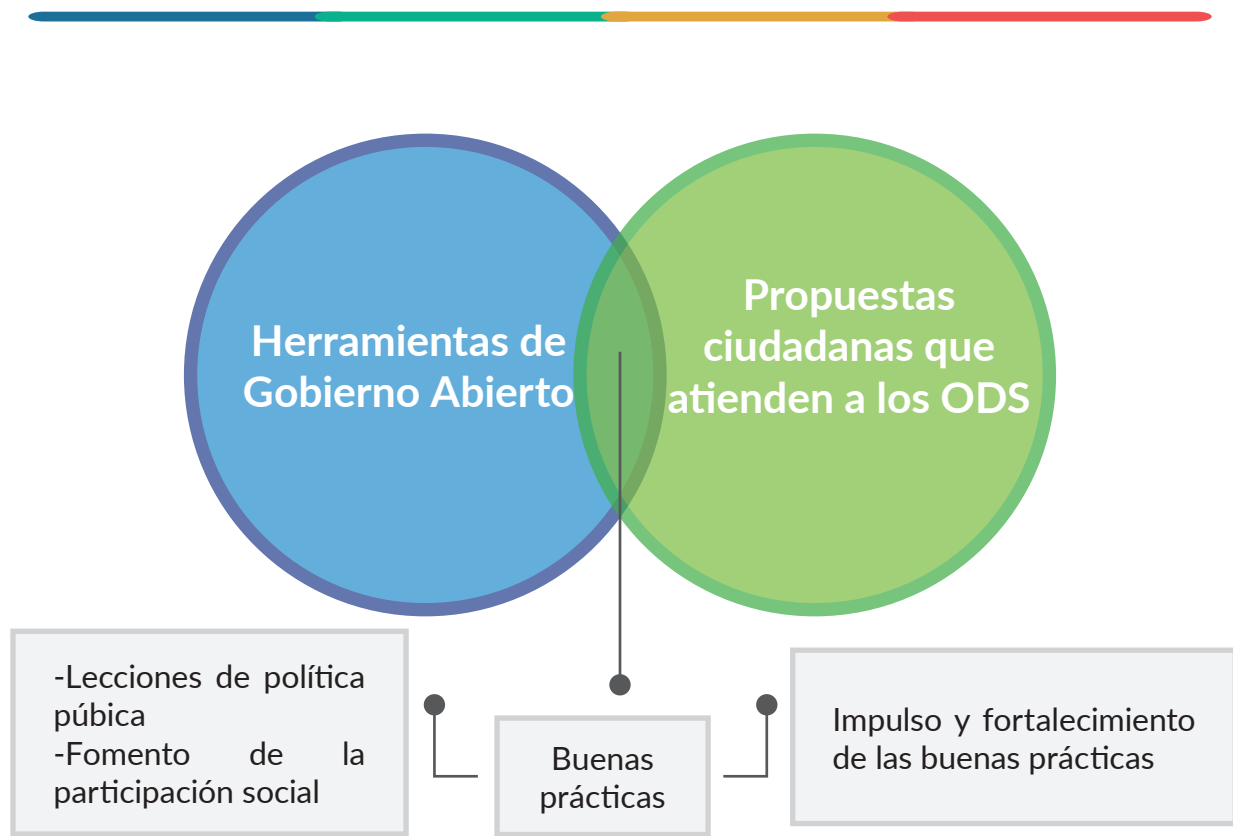 Herramientas de
Gobierno Abierto
Propuestas
ciudadanas que
atienden a los ODS
-Lecciones de política
púbica
-Fomento de la
participación social
Buenas
prácticas
Impulso y fortalecimiento
de las buenas prácticas